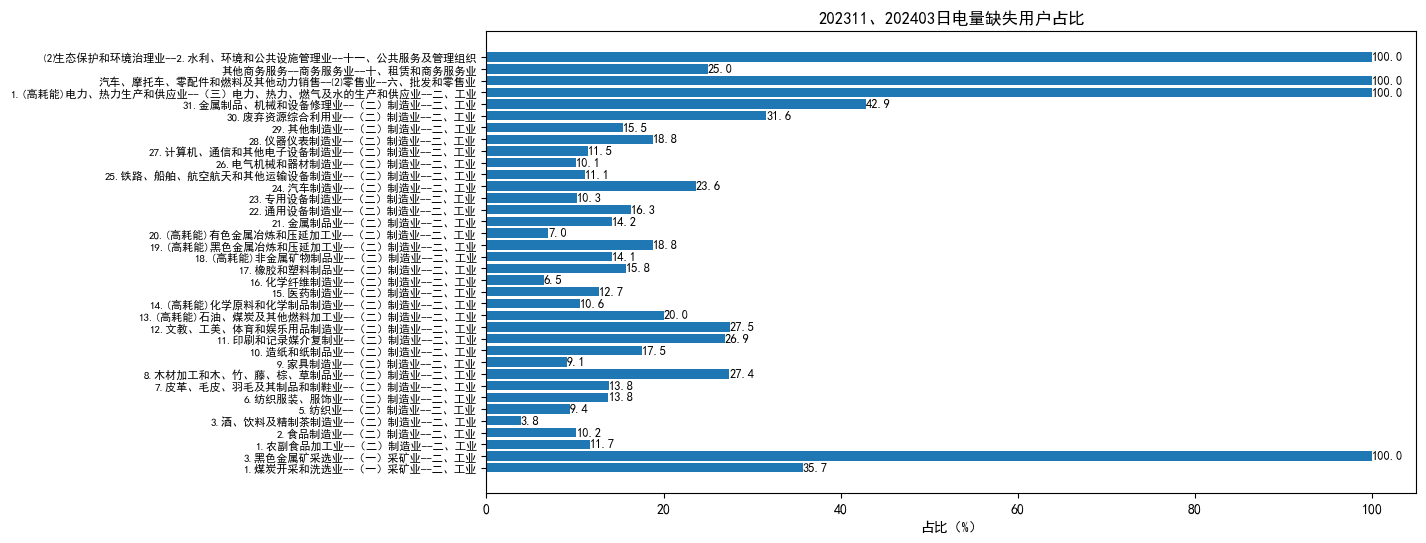 202311、202403日电量缺失用户占比
⑵生态保护和环境治理业--2.水利、环境和公共设施管理业--十一、公共服务及管理组织 100.0
其他商务服务--商务服务业--十、租赁和商务服务业 25.0
汽车、摩托车、零配件和燃料及其他动力销售--⑵零售业--六、批发和零售业 100.0
1.(高耗能)电力、热力生产和供应业--（三）电力、热力、燃气及水的生产和供应业--二、工业 100.0
31.金属制品、机械和设备修理业--（二）制造业--二、工业 42.9
30.废弃资源综合利用业--（二）制造业--二、工业 31.6
29.其他制造业--（二）制造业--二、工业 15.5
28.仪器仪表制造业--（二）制造业--二、工业 18.8
27.计算机、通信和其他电子设备制造业--（二）制造业--二、工业 11.5
26.电气机械和器材制造业--（二）制造业--二、工业 10.1
25.铁路、船舶、航空航天和其他运输设备制造业--（二）制造业--二、工业 11.1
24.汽车制造业--（二）制造业--二、工业 23.6
23.专用设备制造业--（二）制造业--二、工业 10.3
22.通用设备制造业--（二）制造业--二、工业 16.3
21.金属制品业--（二）制造业--二、工业 14.2
20.(高耗能)有色金属冶炼和压延加工业--（二）制造业--二、工业 7.0
19.(高耗能)黑色金属冶炼和压延加工业--（二）制造业--二、工业 18.8
18.(高耗能)非金属矿物制品业--（二）制造业--二、工业 14.1
17.橡胶和塑料制品业--（二）制造业--二、工业 15.8
16.化学纤维制造业--（二）制造业--二、工业 6.5
15.医药制造业--（二）制造业--二、工业 12.7
14.(高耗能)化学原料和化学制品制造业--（二）制造业--二、工业 10.6
13.(高耗能)石油、煤炭及其他燃料加工业--（二）制造业--二、工业 20.0
12.文教、工美、体育和娱乐用品制造业--（二）制造业--二、工业 27.5
11.印刷和记录媒介复制业--（二）制造业--二、工业 26.9
10.造纸和纸制品业--（二）制造业--二、工业 17.5
9.家具制造业--（二）制造业--二、工业 9.1
8.木材加工和木、竹、藤、棕、草制品业--（二）制造业--二、工业 27.4
7.皮革、毛皮、羽毛及其制品和制鞋业--（二）制造业--二、工业 13.8
6.纺织服装、服饰业--（二）制造业--二、工业 13.8
5.纺织业--（二）制造业--二、工业 9.4
3.酒、饮料及精制茶制造业--（二）制造业--二、工业 3.8
2.食品制造业--（二）制造业--二、工业 10.2
1.农副食品加工业--（二）制造业--二、工业 11.7
3.黑色金属矿采选业--（一）采矿业--二、工业 100.0
1.煤炭开采和洗选业--（一）采矿业--二、工业 35.7
0 20 40 60 80 100
占比（%）